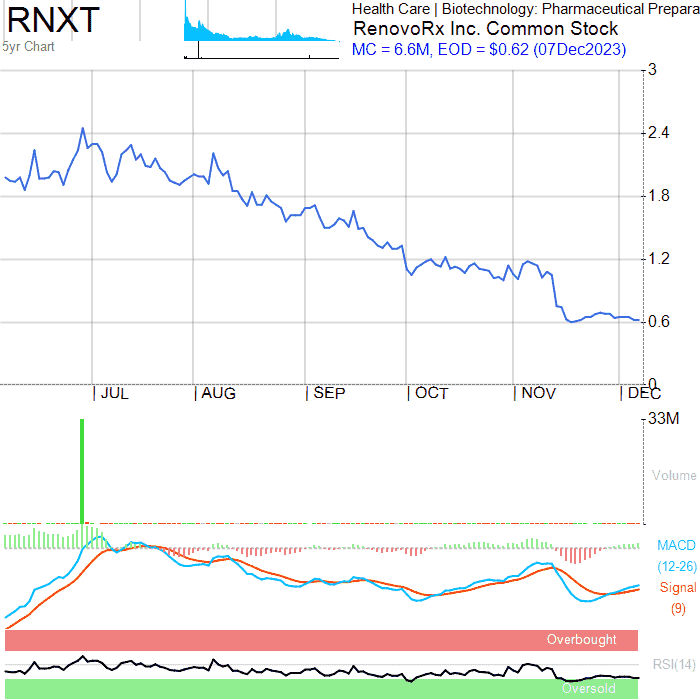 RNXT
5yr Chart
Health Care | Biotechnology: Pharmaceutical Prepara
RenovoRx Inc. Common Stock
MC = 6.6M, EOD = $0.62 (07Dec2023)
3
2.4
1.8
1.2
0.6
0
JUL AUG SEP OCT NOV DEC
33M
Volume
MACD
(12-26)
Signal
(9)
Overbought
RSI(14)
Oversold